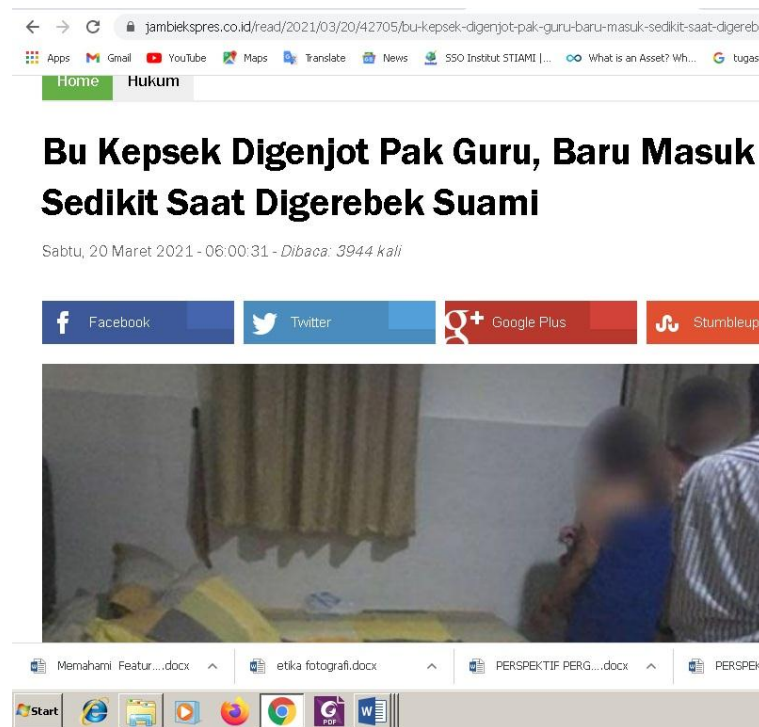 jambiekspres.co.id/read/2021/03/20/42705/bu-kepsek-digenjot-pak-guru-baru-masuk-sedikit-saat-digereb
Apps Gmail YouTube Maps Translate News SSO Institut STIAMI |... What is an Asset? Wh... tugas
Home Hukum
Bu Kepsek Digenjot Pak Guru, Baru Masuk
Sedikit Saat Digerebek Suami
Sabtu, 20 Maret 2021 - 06:00:31 - Dibaca: 3944 kali
Facebook Twitter Google Plus Stumbleup
Memahami Featur....docx etika fotografi.docx PERSPEKTIF PERG....docx PERSPEK
Start PDF